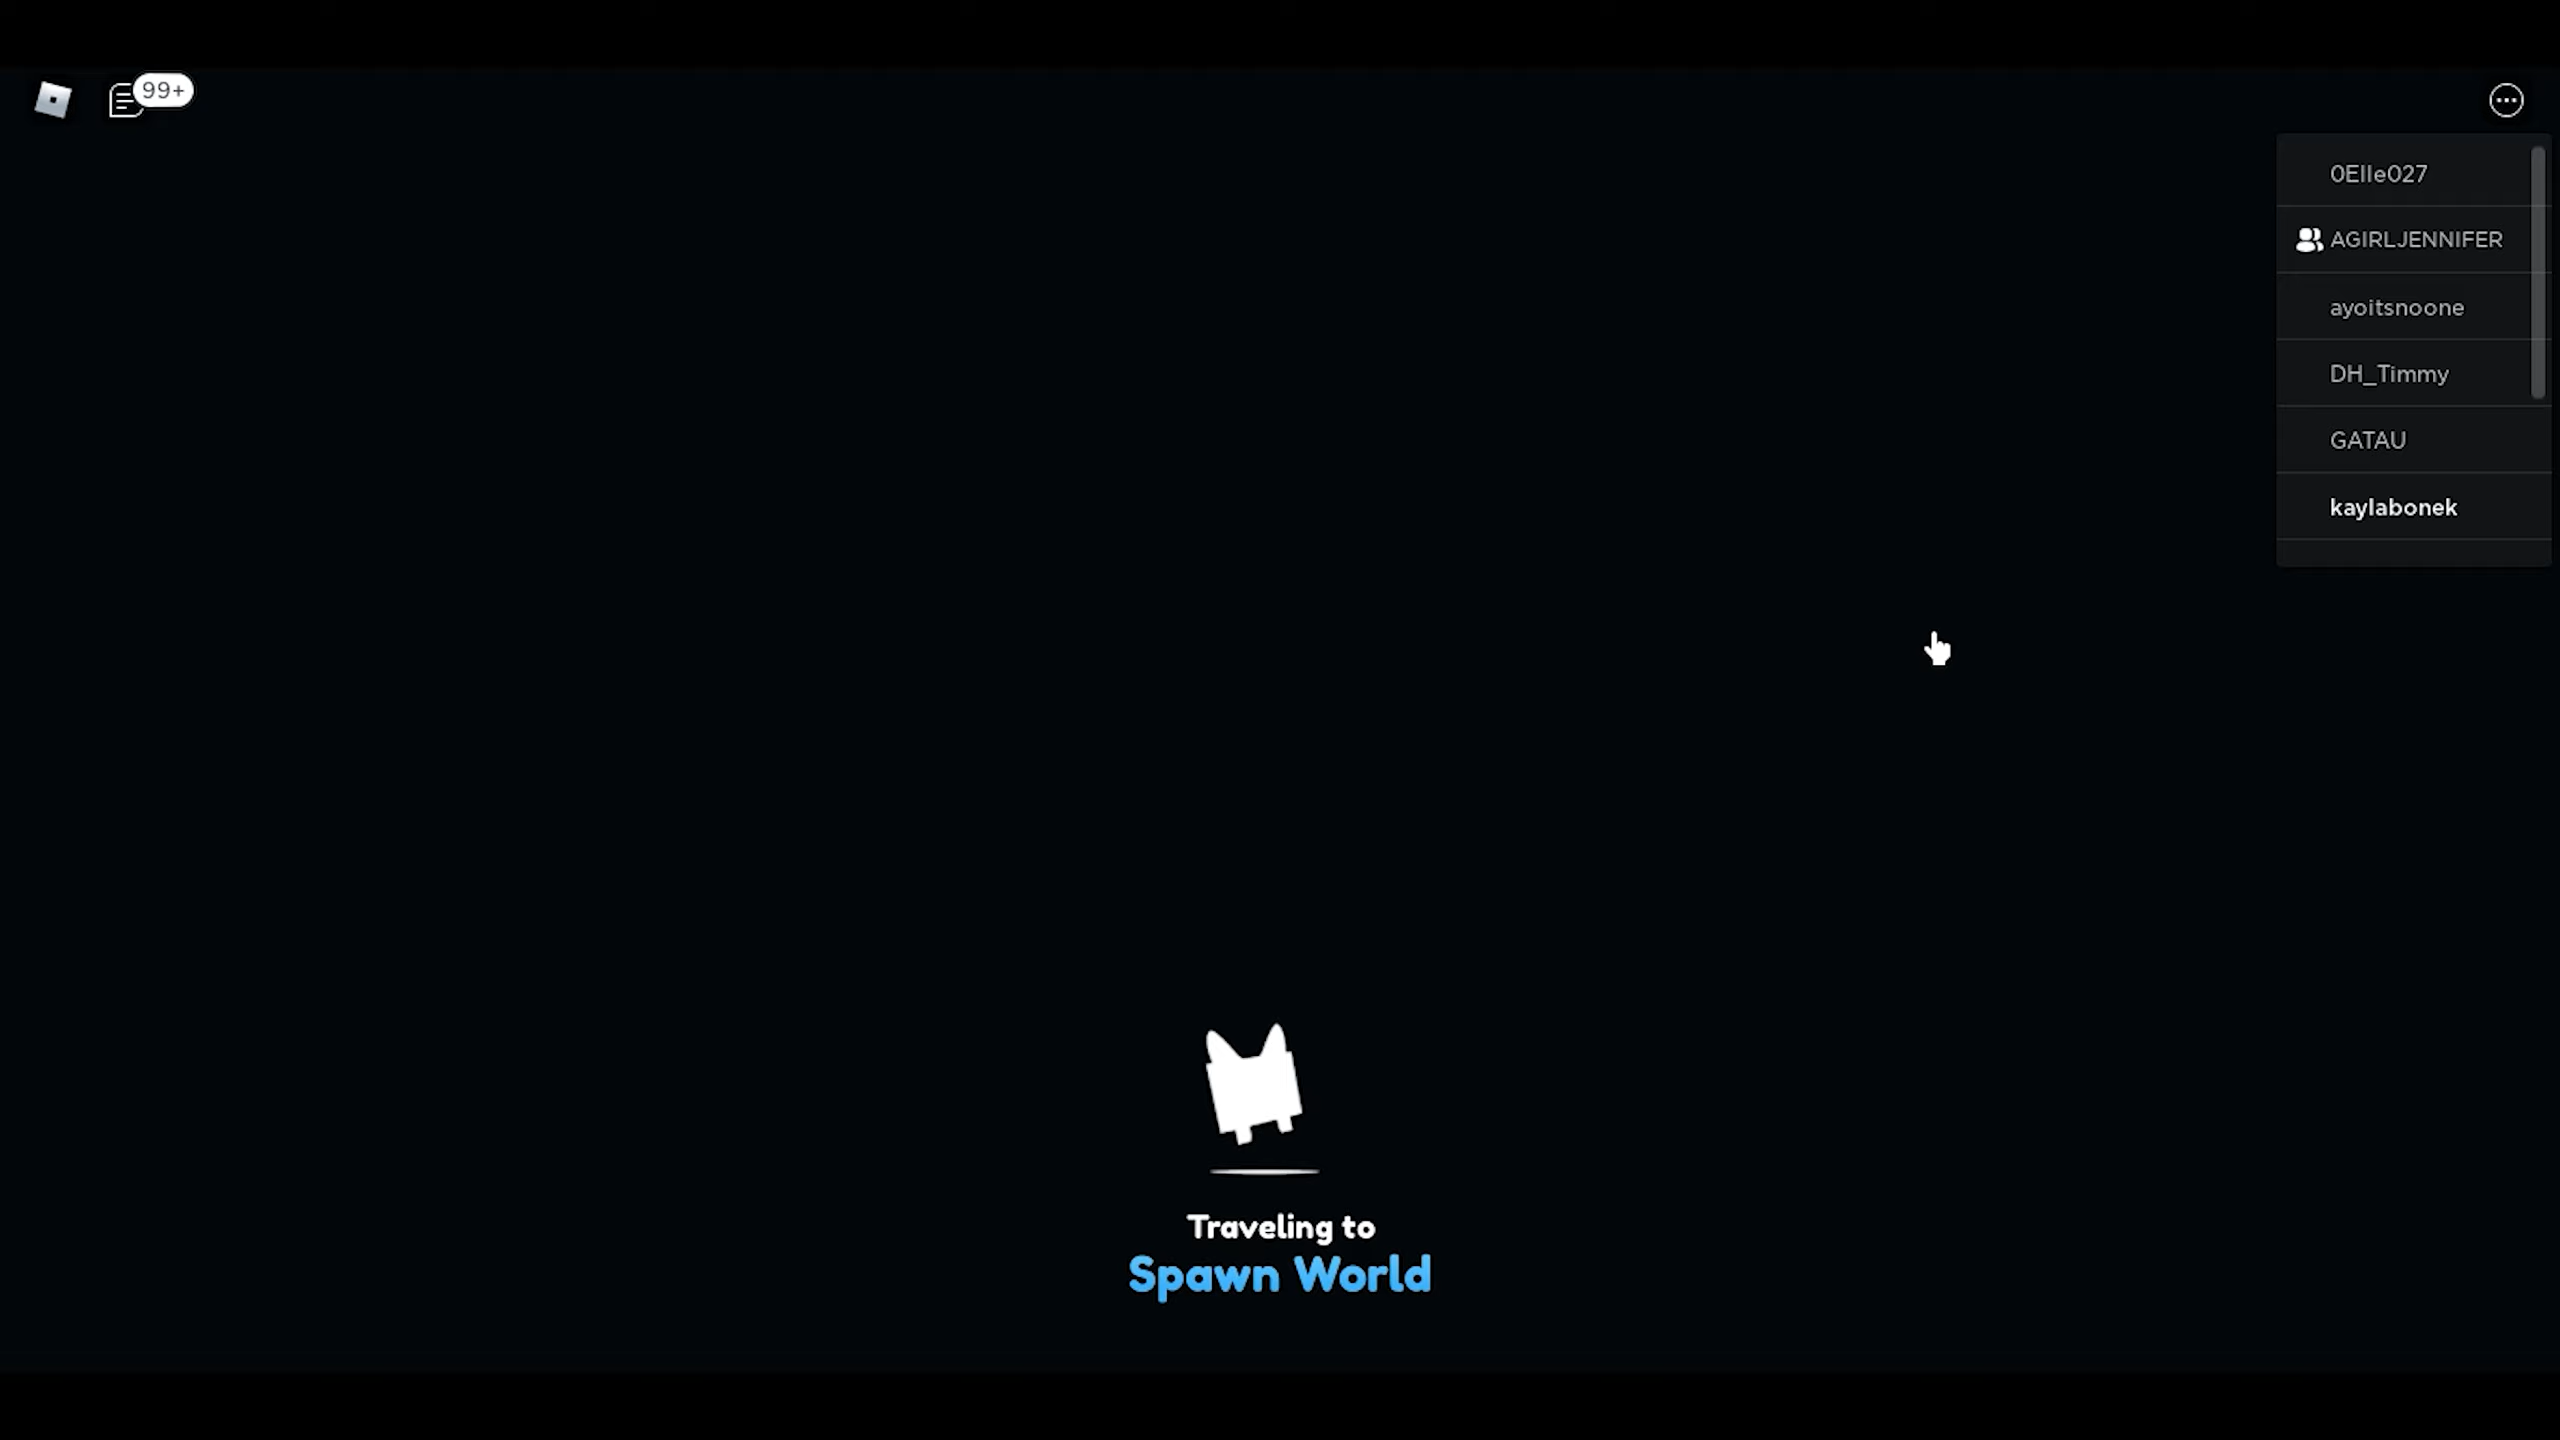 99+
0Elle027
AGIRLJENNIFER
ayoitsnoone
DH_Timmy
GATAU
kaylabonek
Traveling to
Spawn World